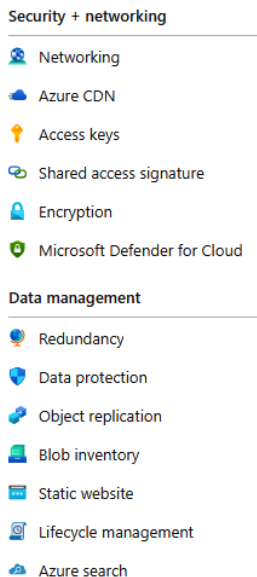 Security + networking
Networking
Azure CDN
Access keys
Shared access signature
Encryption
Microsoft Defender for Cloud
Data management
Redundancy
Data protection
Object replication
Blob inventory
Static website
Lifecycle management
Azure search